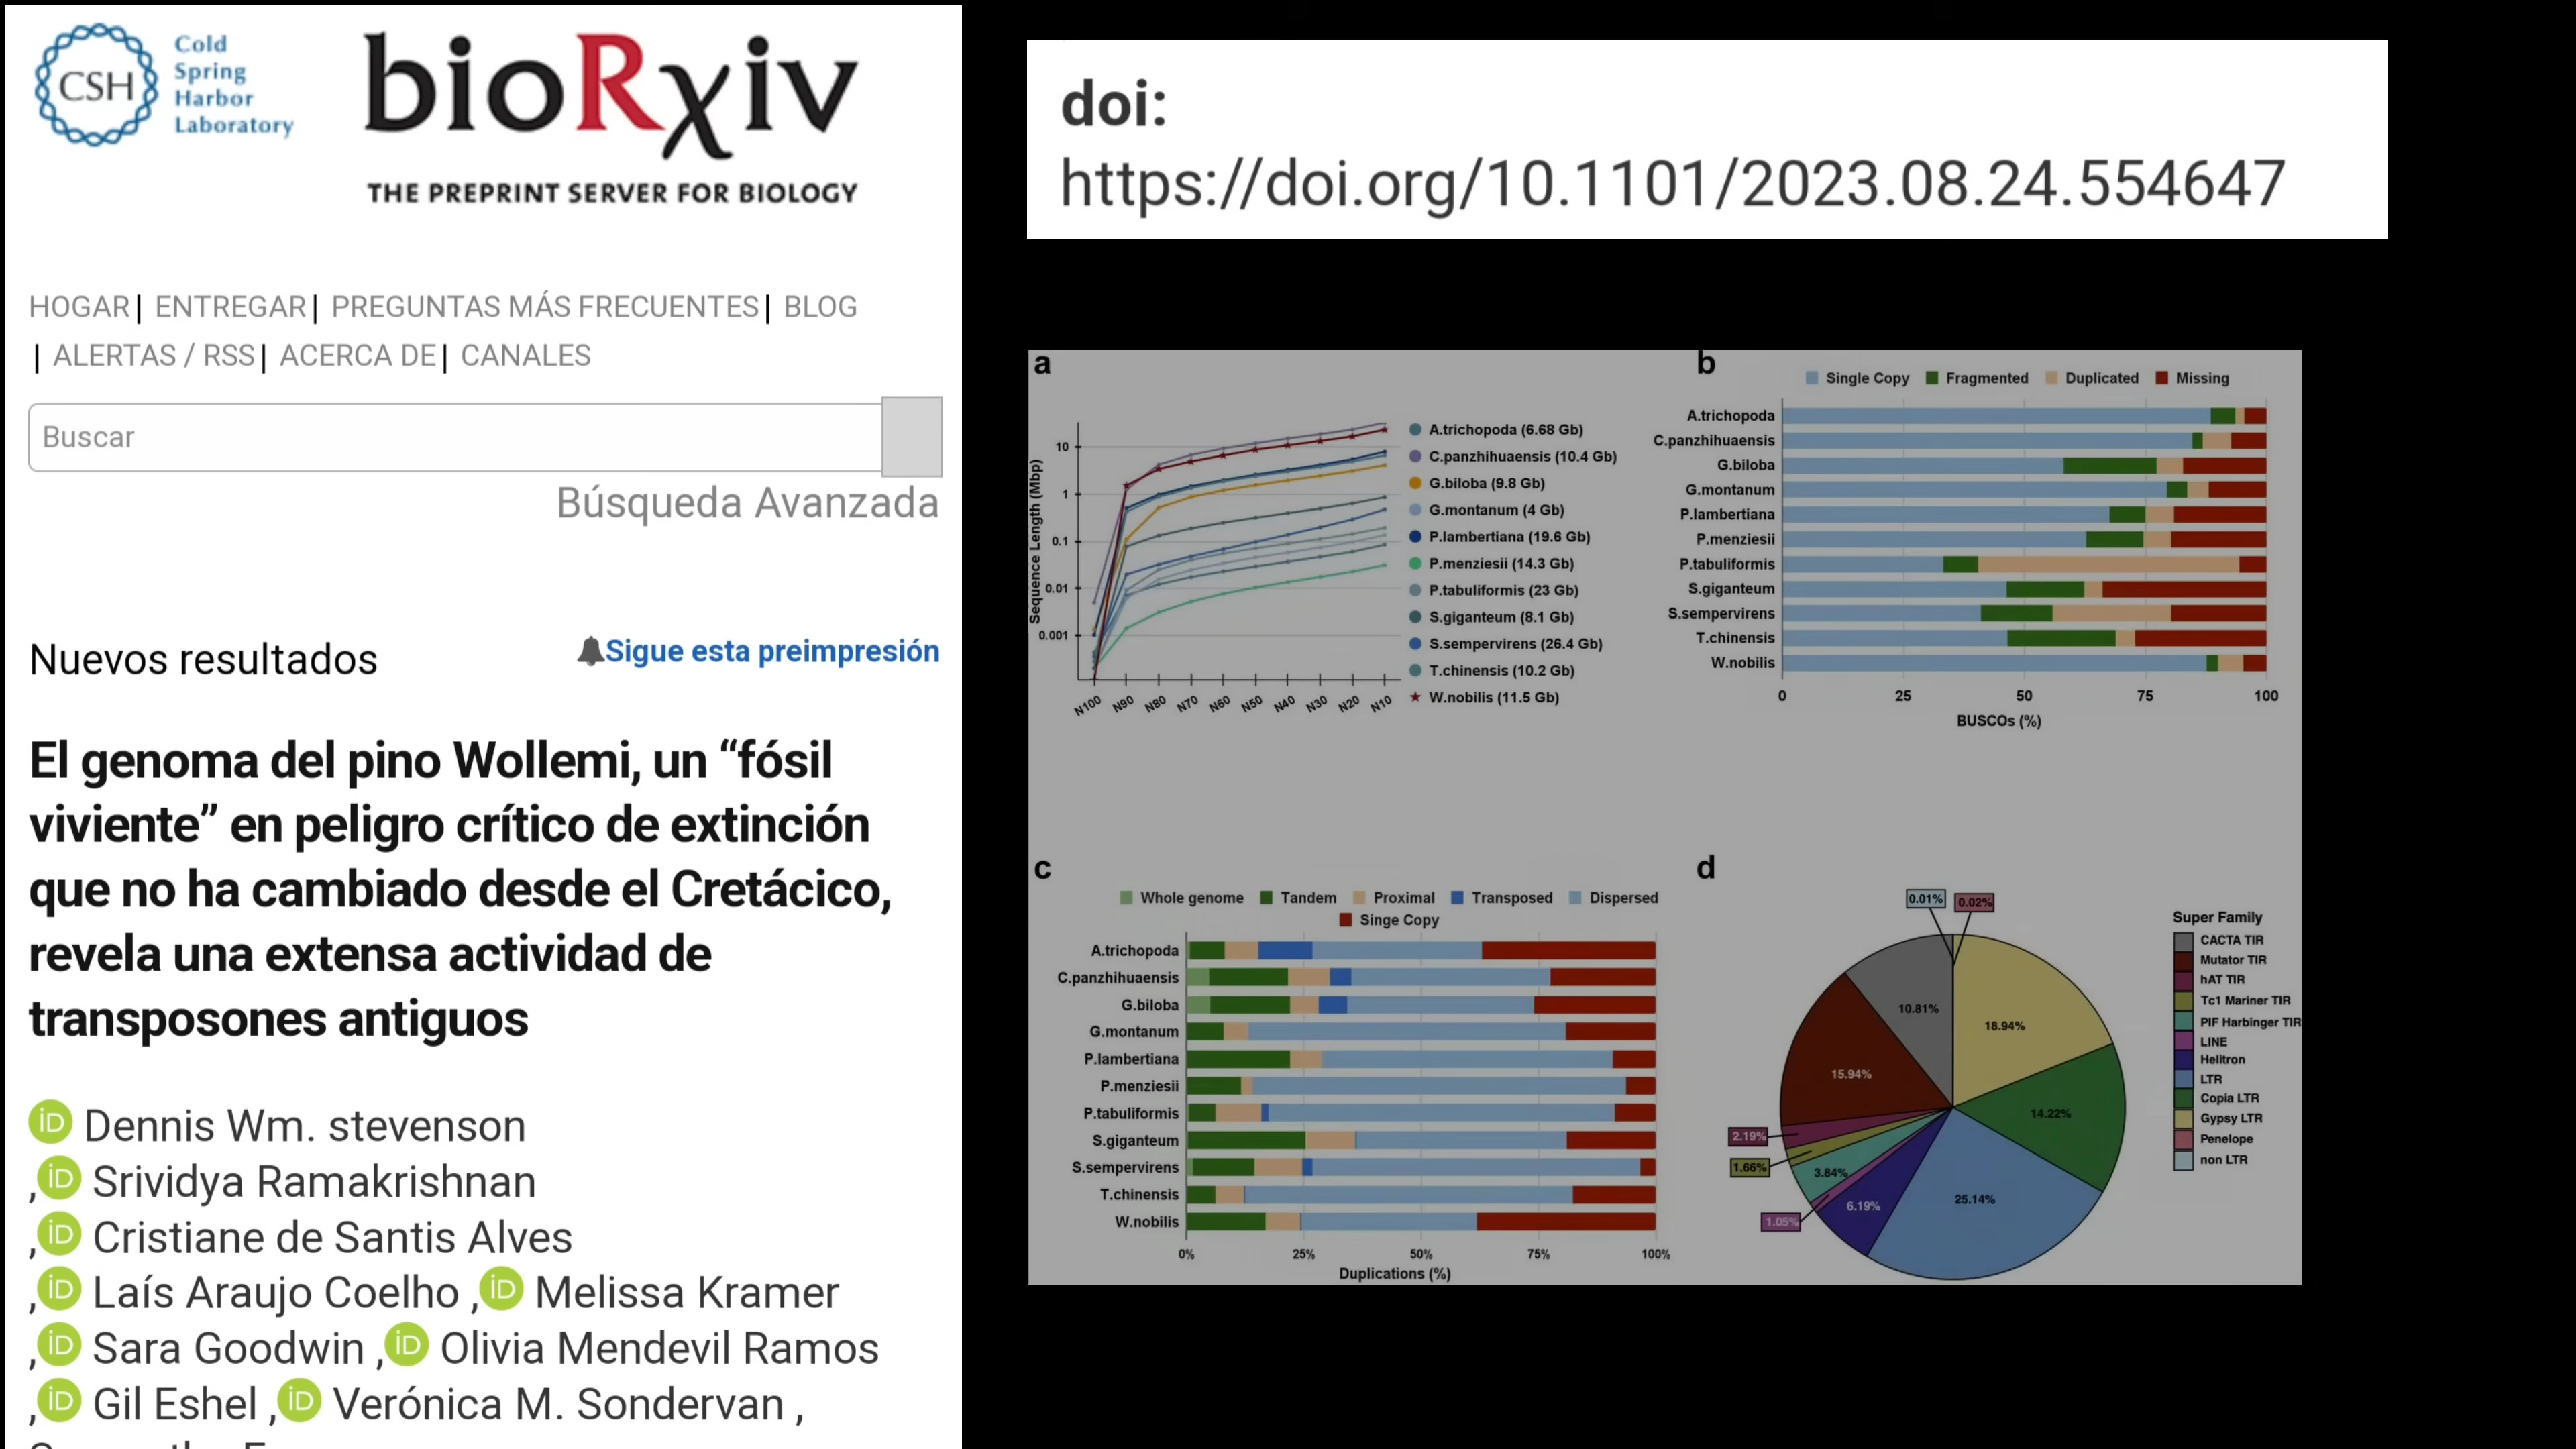 CSH
Cold
Spring
Harbor
Laboratory
bioRxiv
THE PREPRINT SERVER FOR BIOLOGY
HOGAR| ENTREGAR| PREGUNTAS MÁS FRECUENTES| BLOG
| ALERTAS / RSS| ACERCA DE| CANALES
Buscar
Búsqueda Avanzada
Nuevos resultados
Sigue esta preimpresión
El genoma del pino Wollemi, un “fósil
viviente” en peligro crítico de extinción
que no ha cambiado desde el Cretácico,
revela una extensa actividad de
transposones antiguos
iD Dennis Wm. stevenson
,iD Srividya Ramakrishnan
,iD Cristiane de Santis Alves
,iD Laís Araujo Coelho ,iD Melissa Kramer
,iD Sara Goodwin ,iD Olivia Mendevil Ramos
,iD Gil Eshel ,iD Verónica M. Sondervan ,
doi:
https://doi.org/10.1101/2023.08.24.554647
a
Sequence Length (Mbp)
10
1
0.1
0.01
0.001
N100 N90 N80 N70 N60 N50 N40 N30 N20 N10
A.trichopoda (6.68 Gb)
C.panzhihuaensis (10.4 Gb)
G.biloba (9.8 Gb)
G.montanum (4 Gb)
P.lambertiana (19.6 Gb)
P.menziesii (14.3 Gb)
P.tabuliformis (23 Gb)
S.giganteum (8.1 Gb)
S.sempervirens (26.4 Gb)
T.chinensis (10.2 Gb)
W.nobilis (11.5 Gb)
b
Single Copy Fragmented Duplicated Missing
A.trichopoda
C.panzhihuaensis
G.biloba
G.montanum
P.lambertiana
P.menziesii
P.tabuliformis
S.giganteum
S.sempervirens
T.chinensis
W.nobilis
0 25 50 75 100
BUSCOs (%)
c
Whole genome Tandem Proximal Transposed Dispersed
Singe Copy
A.trichopoda
C.panzhihuaensis
G.biloba
G.montanum
P.lambertiana
P.menziesii
P.tabuliformis
S.giganteum
S.sempervirens
T.chinensis
W.nobilis
0% 25% 50% 75% 100%
Duplications (%)
d
0.01% 0.02%
10.81%
18.94%
15.94%
14.22%
2.19%
1.66%
3.84%
1.05%
6.19%
25.14%
Super Family
CACTA TIR
Mutator TIR
hAT TIR
Tc1 Mariner TIR
PIF Harbinger TIR
LINE
Helitron
LTR
Copia LTR
Gypsy LTR
Penelope
non LTR